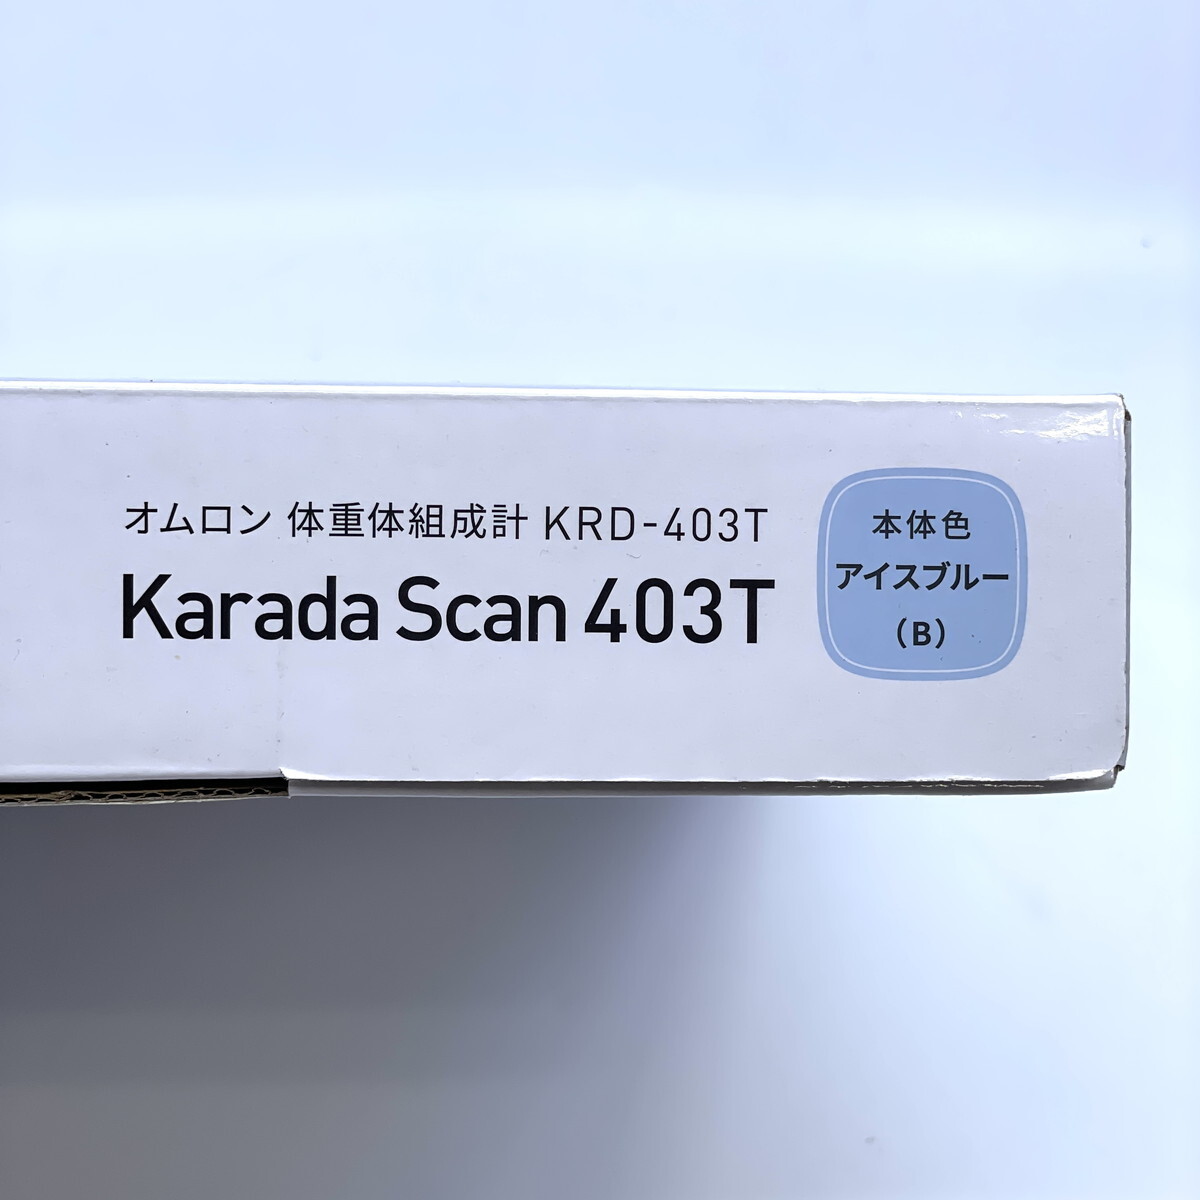 オムロン 体重体組成計 KRD-403T
Karada Scan 403T
本体色
アイスブルー
（B）